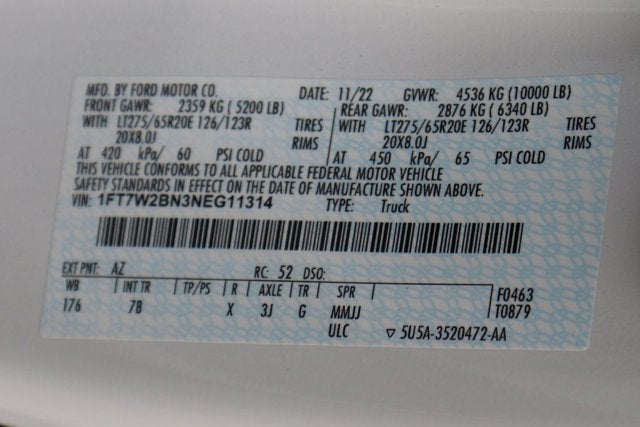 MFD. BY FORD MOTOR CO. DATE: 11/22 GVWR: 4536 KG (10000 LB)
FRONT GAWR: 2359 KG (5200 LB) REAR GAWR: 2876 KG (6340 LB)
WITH LT275/65R20E 126/123R TIRES WITH LT275/65R20E 126/123R TIRES
20X8.0J RIMS 20X8.0J RIMS
AT 420 kPa/ 60 PSI COLD AT 450 kPa/ 65 PSI COLD
THIS VEHICLE CONFORMS TO ALL APPLICABLE FEDERAL MOTOR VEHICLE
SAFETY STANDARDS IN EFFECT ON THE DATE OF MANUFACTURE SHOWN ABOVE.
VIN: 1FT7W2BN3NEG11314 TYPE: Truck
EXT PNT: AZ RC: 52 DSO:
WB INT TR TP/PS R AXLE TR SPR F0463
176 7B X 3J G MMJJ T0879
ULC ▽ 5U5A-3520472-AA